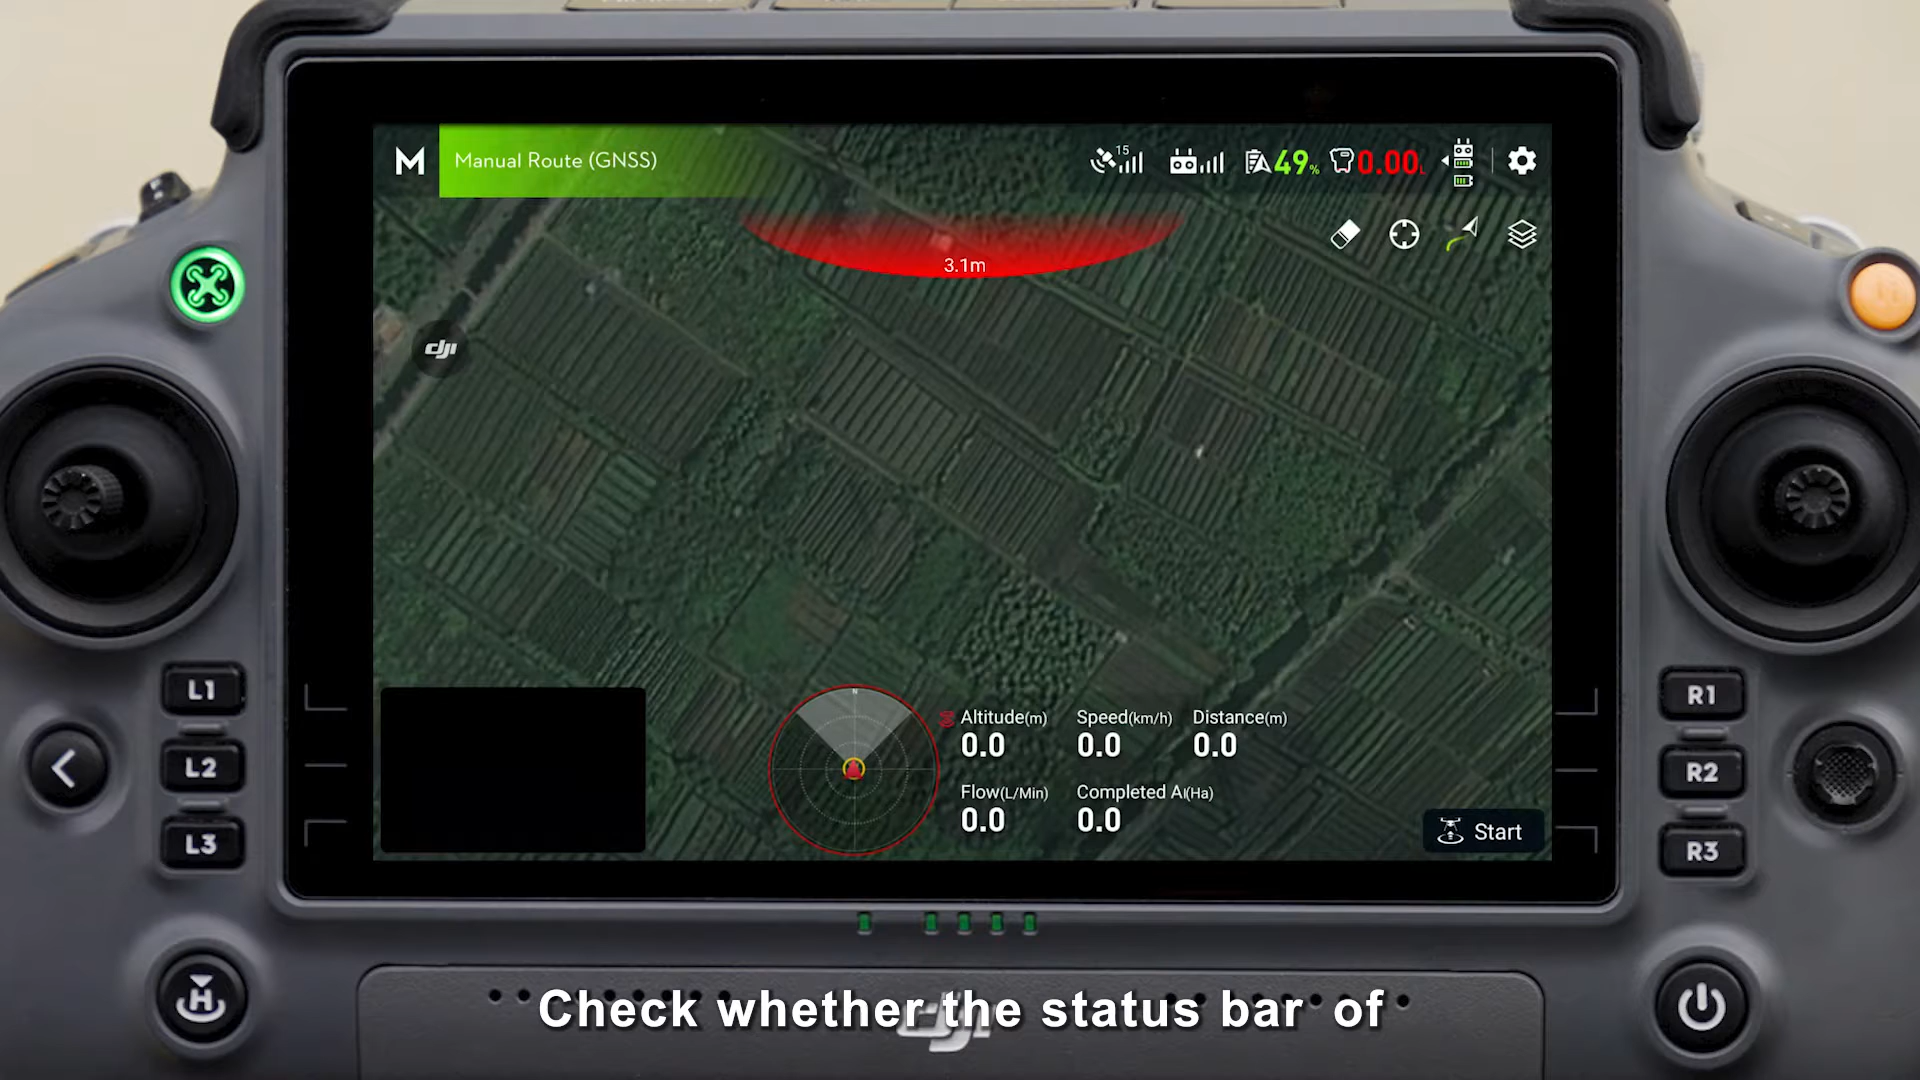 M
Manual Route (GNSS)
15
49%
0.00L
3.1m
dji
L1
L2
L3
R1
R2
R3
N
Altitude(m)
0.0
Speed(km/h)
0.0
Distance(m)
0.0
Flow(L/Min)
0.0
Completed A(Ha)
0.0
Start
H
dji
Check whether the status bar of